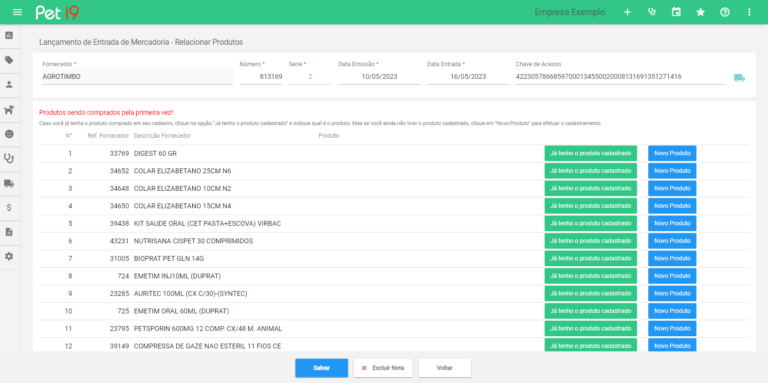 Pet i9
Empresa Exemplo
Lançamento de Entrada de Mercadoria - Relacionar Produtos
Fornecedor * Número * Serie * Data Emissão * Data Entrada * Chave de Acesso
AGROTIMBO 813169 2 10/05/2023 16/05/2023 42230578668597000134550020008131691351271416
Produtos sendo comprados pela primeira vez!
Caso você já tenha o produto comprado em seu cadastro, clique na opção "Já tenho o produto cadastrado" e indique qual é o produto. Mas se você ainda não tiver o produto cadastrado, clique em "Novo Produto" para efetuar o cadastramento
N° Ref. Fornecedor Descrição Fornecedor Produto
1 33769 DIGEST 60 GR Já tenho o produto cadastrado Novo Produto
2 34652 COLAR ELIZABETANO 25CM N6 Já tenho o produto cadastrado Novo Produto
3 34648 COLAR ELIZABETANO 10CM N2 Já tenho o produto cadastrado Novo Produto
4 34650 COLAR ELIZABETANO 15CM N4 Já tenho o produto cadastrado Novo Produto
5 39438 KIT SAUDE ORAL (CET PASTA+ESCOVA) VIRBAC Já tenho o produto cadastrado Novo Produto
6 43231 NUTRISANA CISPET 30 COMPRIMIDOS Já tenho o produto cadastrado Novo Produto
7 31005 BIOPRAT PET GLN 14G Já tenho o produto cadastrado Novo Produto
8 724 EMETIM INJ10ML (DUPRAT) Já tenho o produto cadastrado Novo Produto
9 23285 AURITEC 100ML (CX C/30)-(SYNTEC) Já tenho o produto cadastrado Novo Produto
10 725 EMETIM ORAL 60ML (DUPRAT) Já tenho o produto cadastrado Novo Produto
11 23795 PETSPORIN 600MG 12 COMP. CX/48 M. ANIMAL Já tenho o produto cadastrado Novo Produto
12 39149 COMPRESSA DE GAZE NAO ESTERIL 11 FIOS CE Já tenho o produto cadastrado Novo Produto
Salvar Excluir Nota Voltar